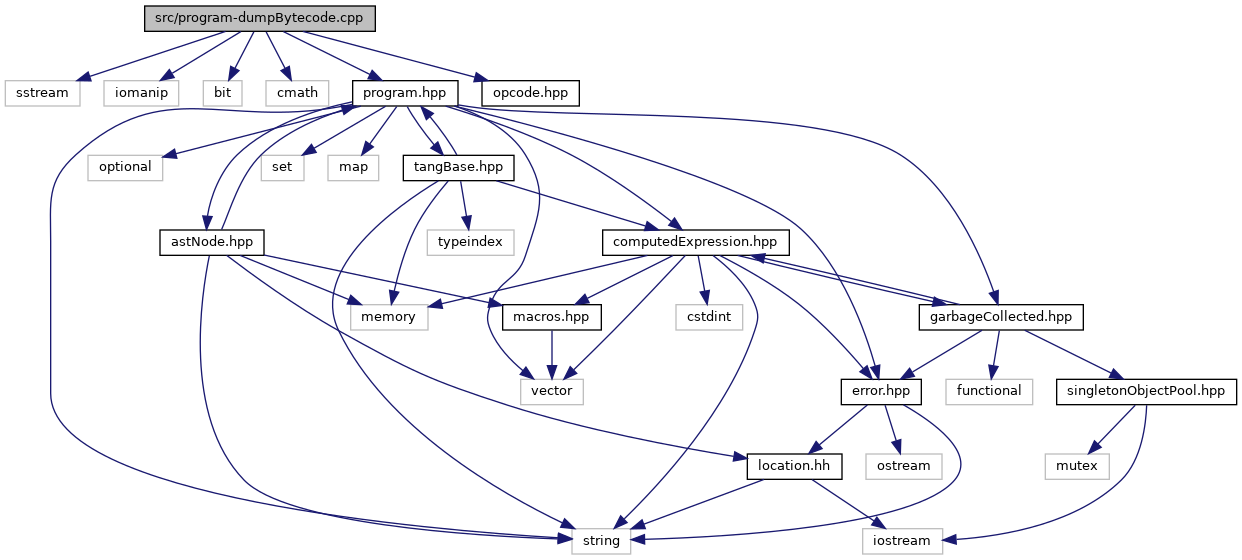 src/program-dumpBytecode.cpp
sstream
iomanip
bit
cmath
program.hpp
opcode.hpp
optional
set
map
tangBase.hpp
astNode.hpp
typeindex
computedExpression.hpp
memory
macros.hpp
cstdint
garbageCollected.hpp
vector
error.hpp
functional
singletonObjectPool.hpp
location.hh
ostream
mutex
string
iostream